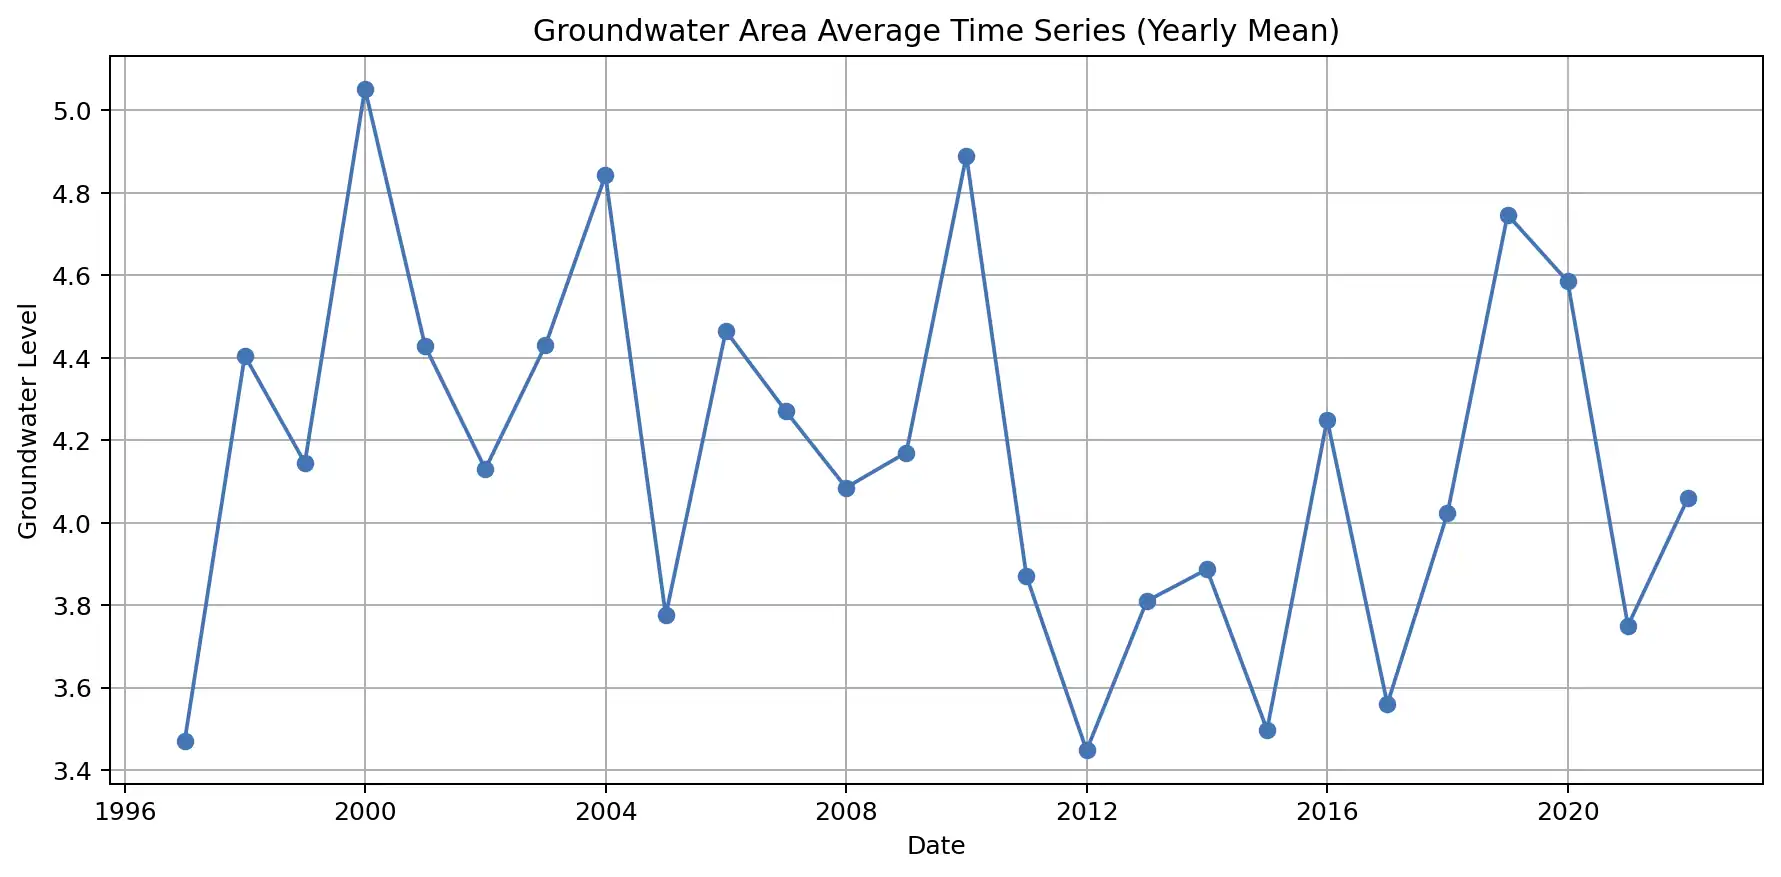 Groundwater Area Average Time Series (Yearly Mean)
Groundwater Level
5.0
4.8
4.6
4.4
4.2
4.0
3.8
3.6
3.4
1996 2000 2004 2008 2012 2016 2020
Date